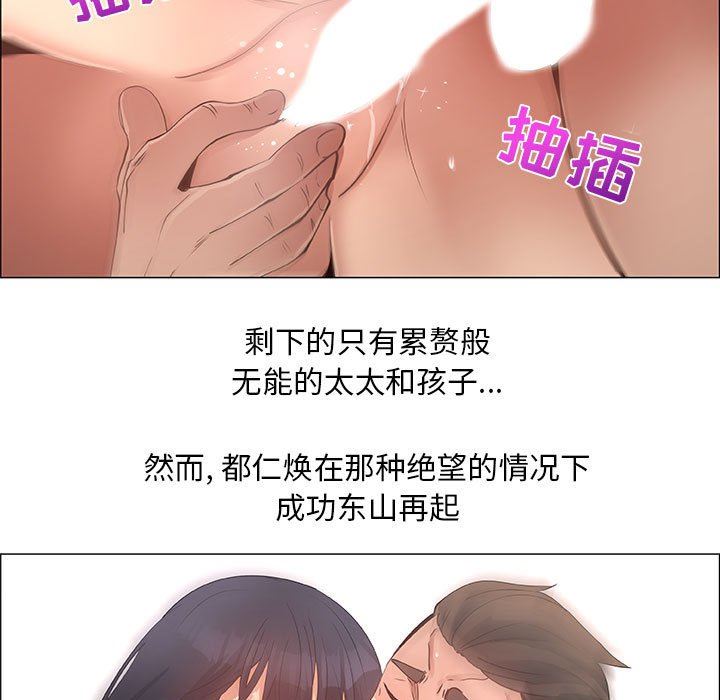 抽
抽插
剩下的只有累赘般
无能的太太和孩子...
然而, 都仁焕在那种绝望的情况下
成功东山再起